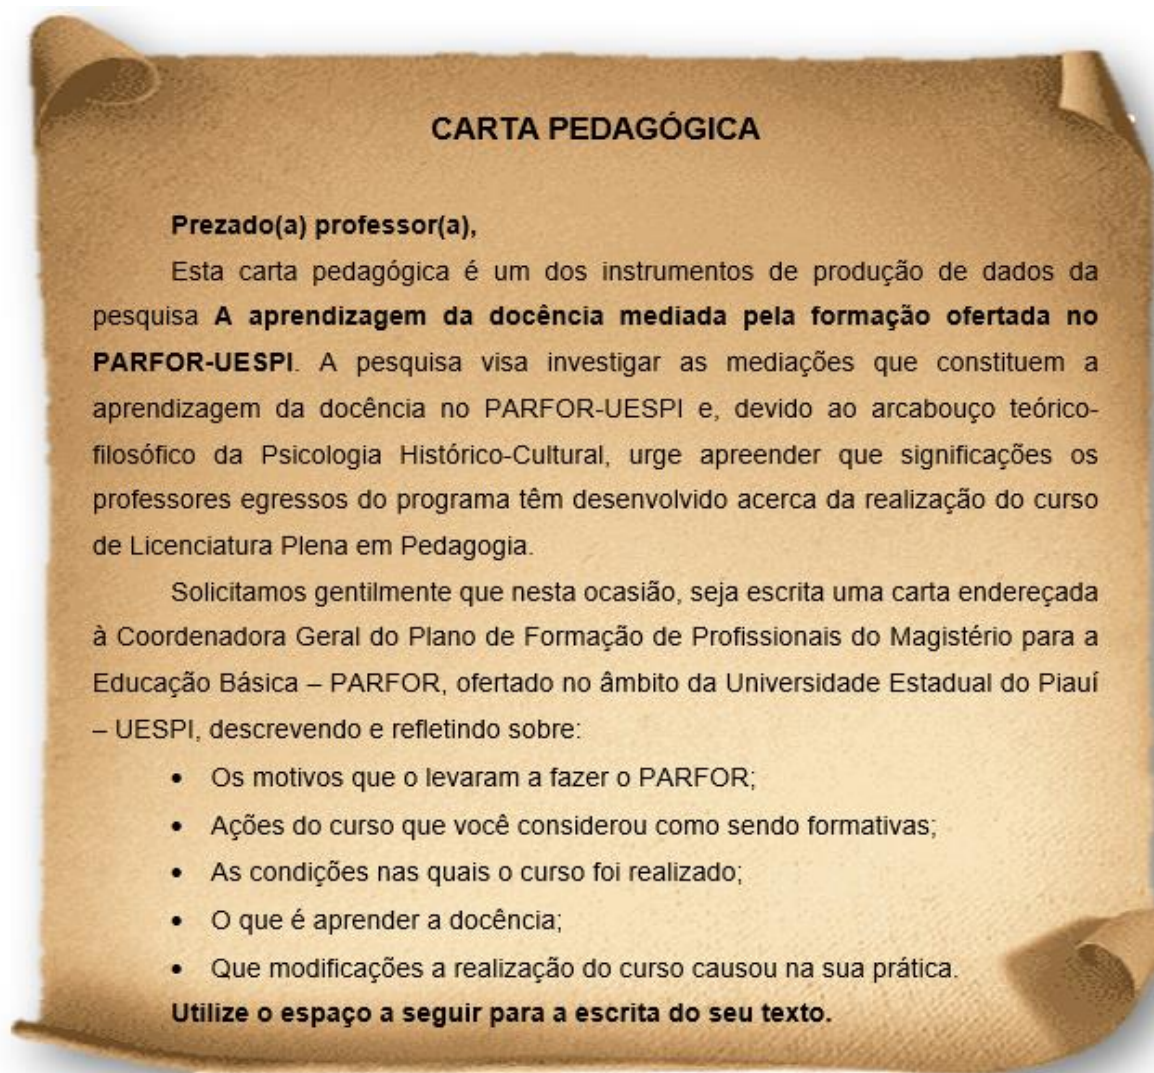 CARTA PEDAGÓGICA
Prezado(a) professor(a),
Esta carta pedagógica é um dos instrumentos de produção de dados da
pesquisa A aprendizagem da docência mediada pela formação ofertada no
PARFOR-UESPI. A pesquisa visa investigar as mediações que constituem a
aprendizagem da docência no PARFOR-UESPI e, devido ao arcabouço teórico-
filosófico da Psicologia Histórico-Cultural, urge apreender que significações os
professores egressos do programa têm desenvolvido acerca da realização do curso
de Licenciatura Plena em Pedagogia.
Solicitamos gentilmente que nesta ocasião, seja escrita uma carta endereçada
à Coordenadora Geral do Plano de Formação de Profissionais do Magistério para a
Educação Básica – PARFOR, ofertado no âmbito da Universidade Estadual do Piauí
– UESPI, descrevendo e refletindo sobre:
• Os motivos que o levaram a fazer o PARFOR;
• Ações do curso que você considerou como sendo formativas;
• As condições nas quais o curso foi realizado;
• O que é aprender a docência;
• Que modificações a realização do curso causou na sua prática.
Utilize o espaço a seguir para a escrita do seu texto.